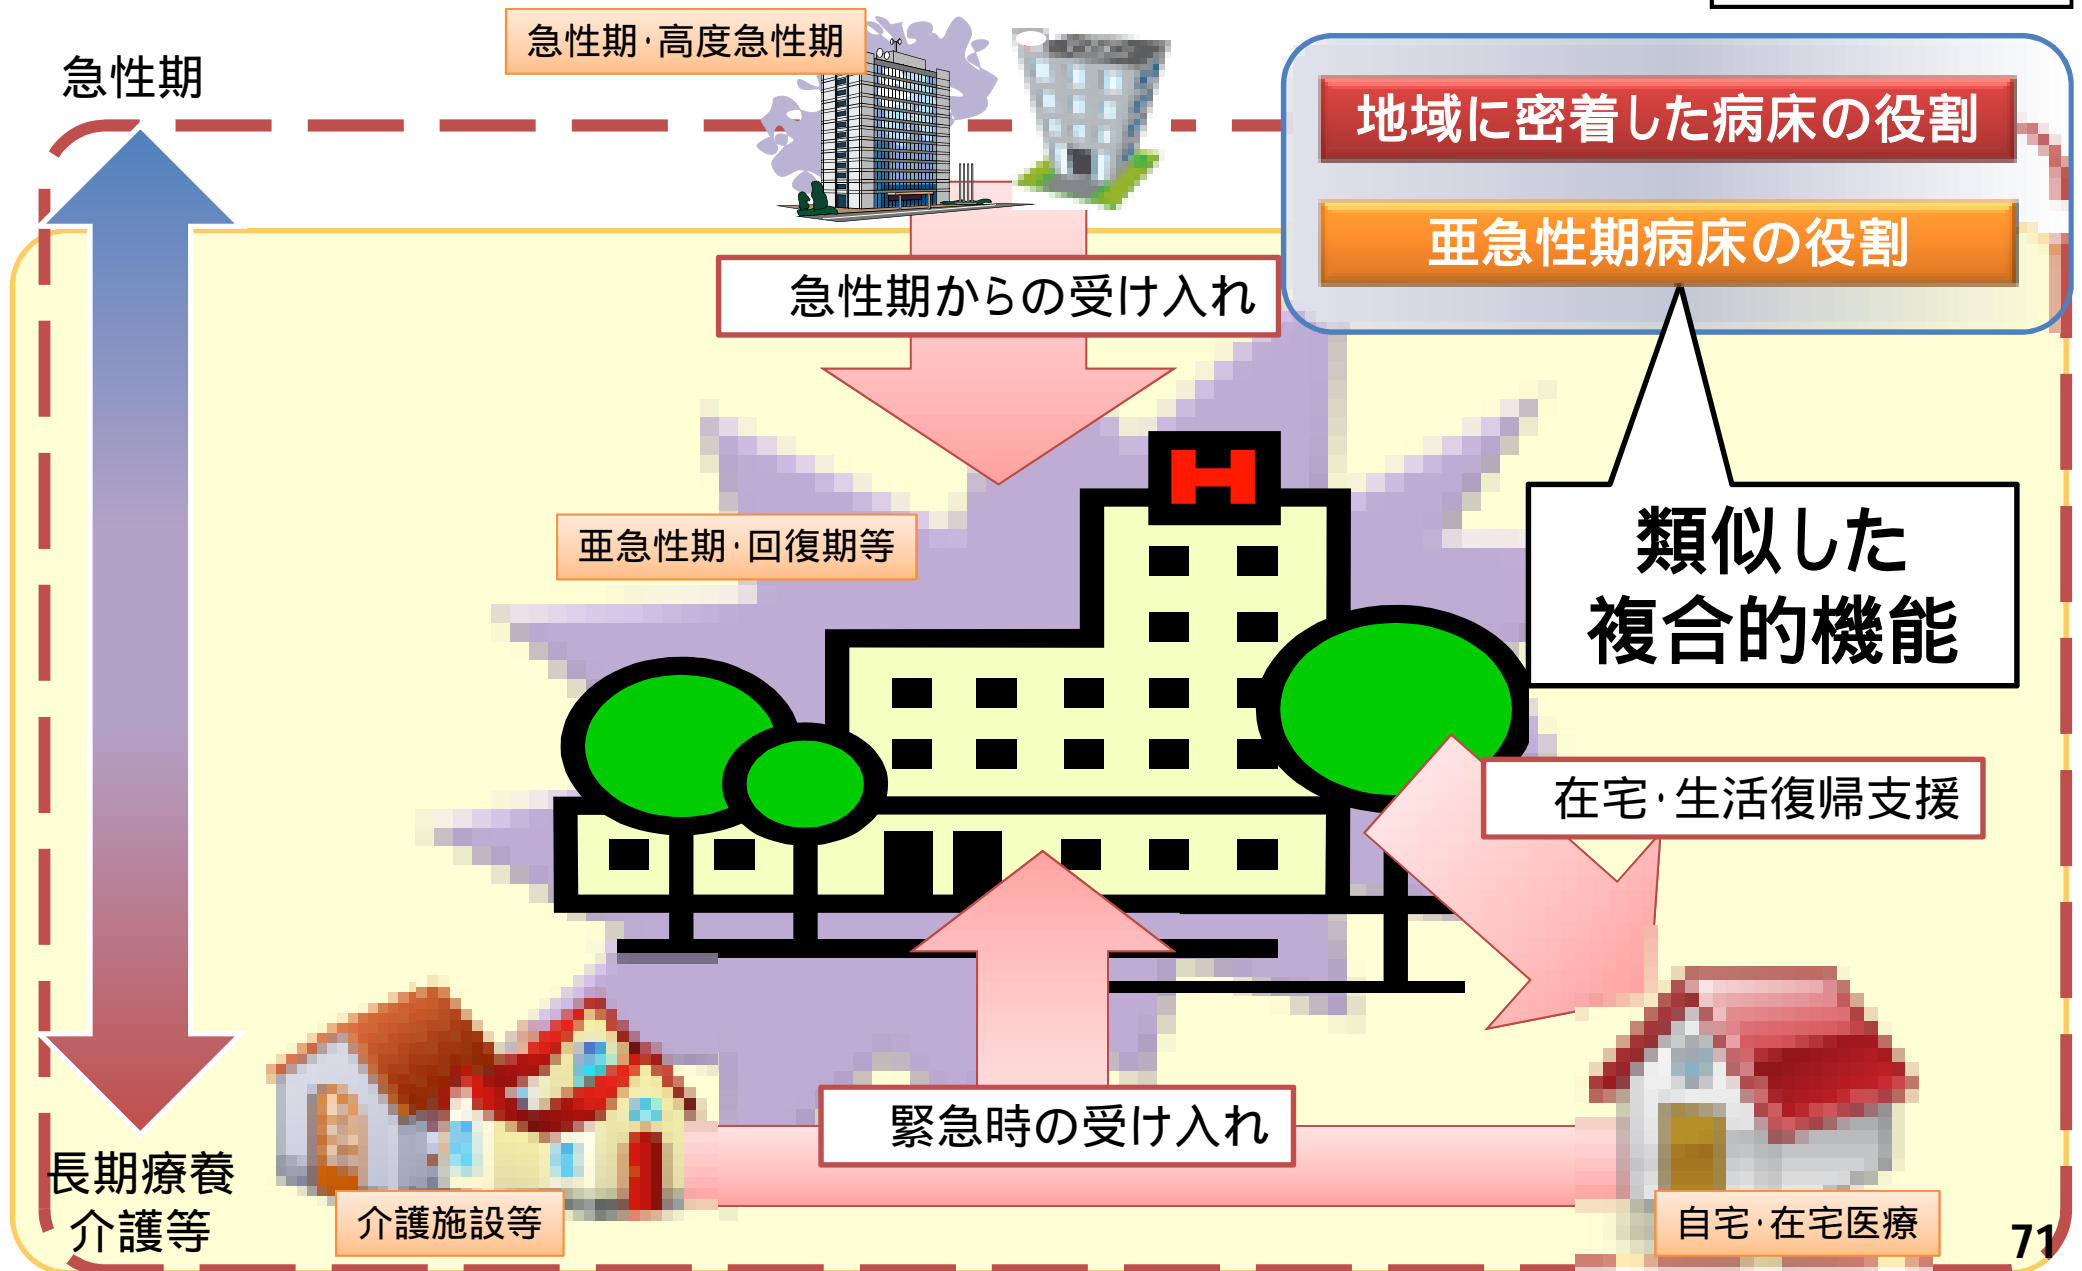 急性期・高度急性期
急性期
地域に密着した病床の役割
亜急性期病床の役割
急性期からの受け入れ
H
亜急性期・回復期等
類似した
複合的機能
在宅・生活復帰支援
緊急時の受け入れ
長期療養
介護等
介護施設等
自宅・在宅医療
71